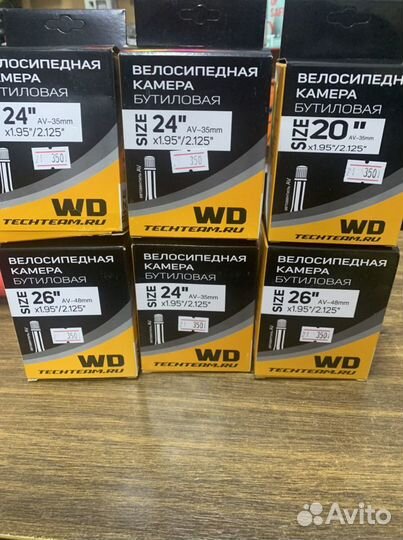 ВЕЛОСИПЕДНАЯ
КАМЕРА
БУТИЛОВАЯ
24" AV-35mm
x1.95"/2.125"
350
WD
TECHTEAM.RU
ВЕЛОСИПЕДНАЯ
КАМЕРА
БУТИЛОВАЯ
SIZE 24" AV-35mm
x1.95"/2.125"
350
WD
TECHTEAM.RU
ВЕЛОСИПЕДНАЯ
КАМЕРА
БУТИЛОВАЯ
SIZE 20" AV-35mm
x1.95"/2.125"
350
WD
TECHTEAM.RU
ВЕЛОСИПЕДНАЯ
КАМЕРА
БУТИЛОВАЯ
SIZE 26" AV-48mm
x1.95"/2.125"
350
WD
TECHTEAM.RU
ВЕЛОСИПЕДНАЯ
КАМЕРА
БУТИЛОВАЯ
SIZE 24" AV-35mm
x1.95"/2.125"
350
WD
TECHTEAM.RU
ВЕЛОСИПЕДНАЯ
КАМЕРА
БУТИЛОВАЯ
SIZE 26" AV-48mm
x1.95"/2.125"
350
WD
TECHTEAM.RU
Avito